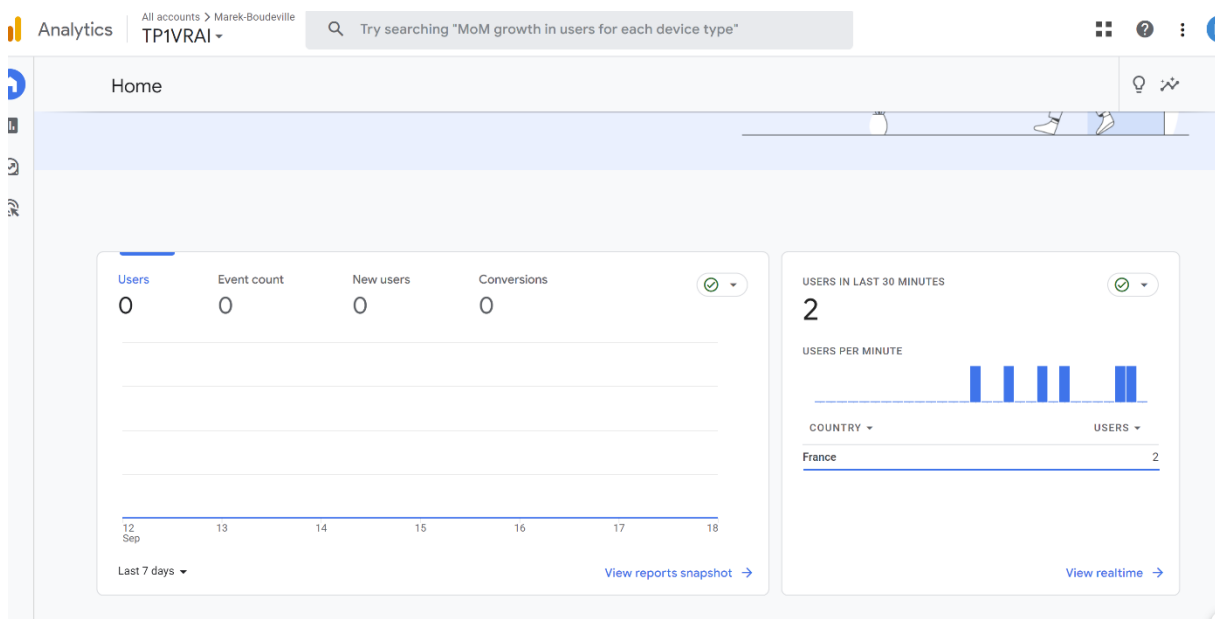 All accounts > Marek-Boudeville
Analytics
TP1VRAI
Try searching "MoM growth in users for each device type"
Home
Users
Event count
New users
Conversions
0
0
0
0
12
Sep
13
14
15
16
17
18
Last 7 days
View reports snapshot
USERS IN LAST 30 MINUTES
2
USERS PER MINUTE
COUNTRY
USERS
France
2
View realtime